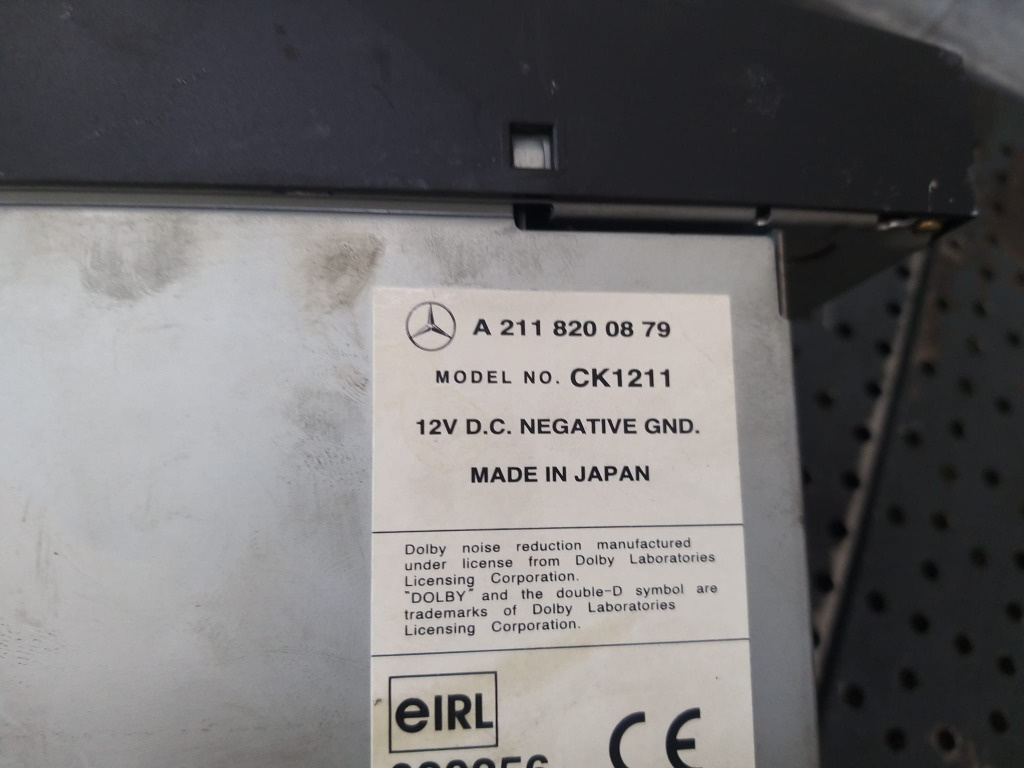 A 211 820 08 79
MODEL NO. CK1211
12V D.C. NEGATIVE GND.
MADE IN JAPAN
Dolby noise reduction manufactured
under license from Dolby Laboratories
Licensing Corporation.
"DOLBY" and the double-D symbol are
trademarks of Dolby Laboratories
Licensing Corporation.
eIRL
CE